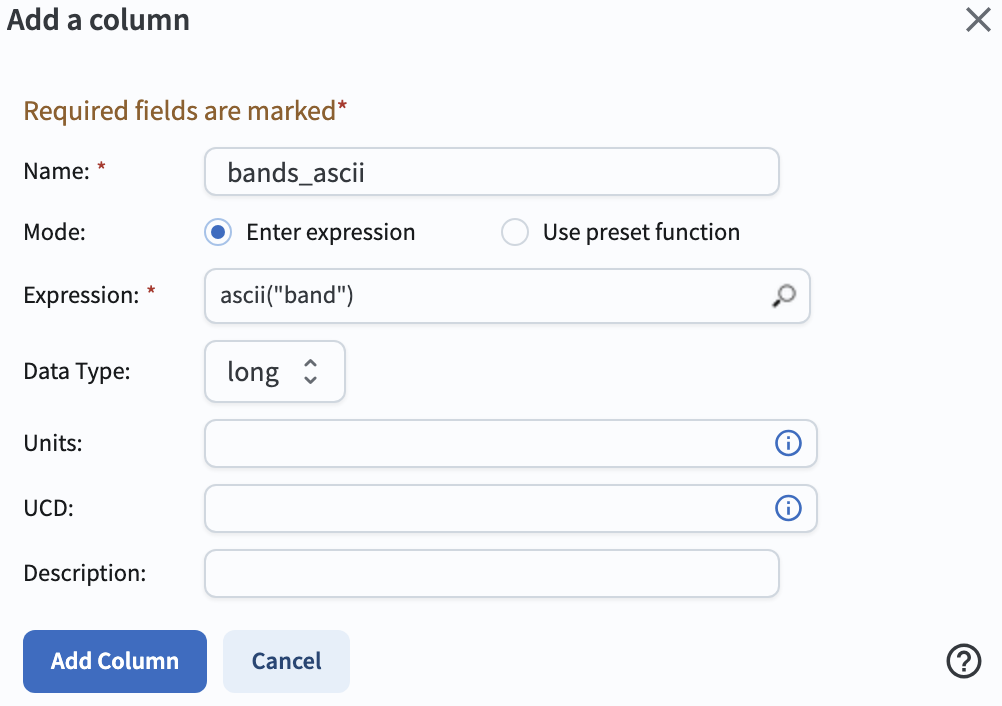 Add a column
Required fields are marked*
Name: * bands_ascii
Mode: Enter expression Use preset function
Expression: * ascii("band")
Data Type: long
Units:
UCD:
Description:
Add Column Cancel